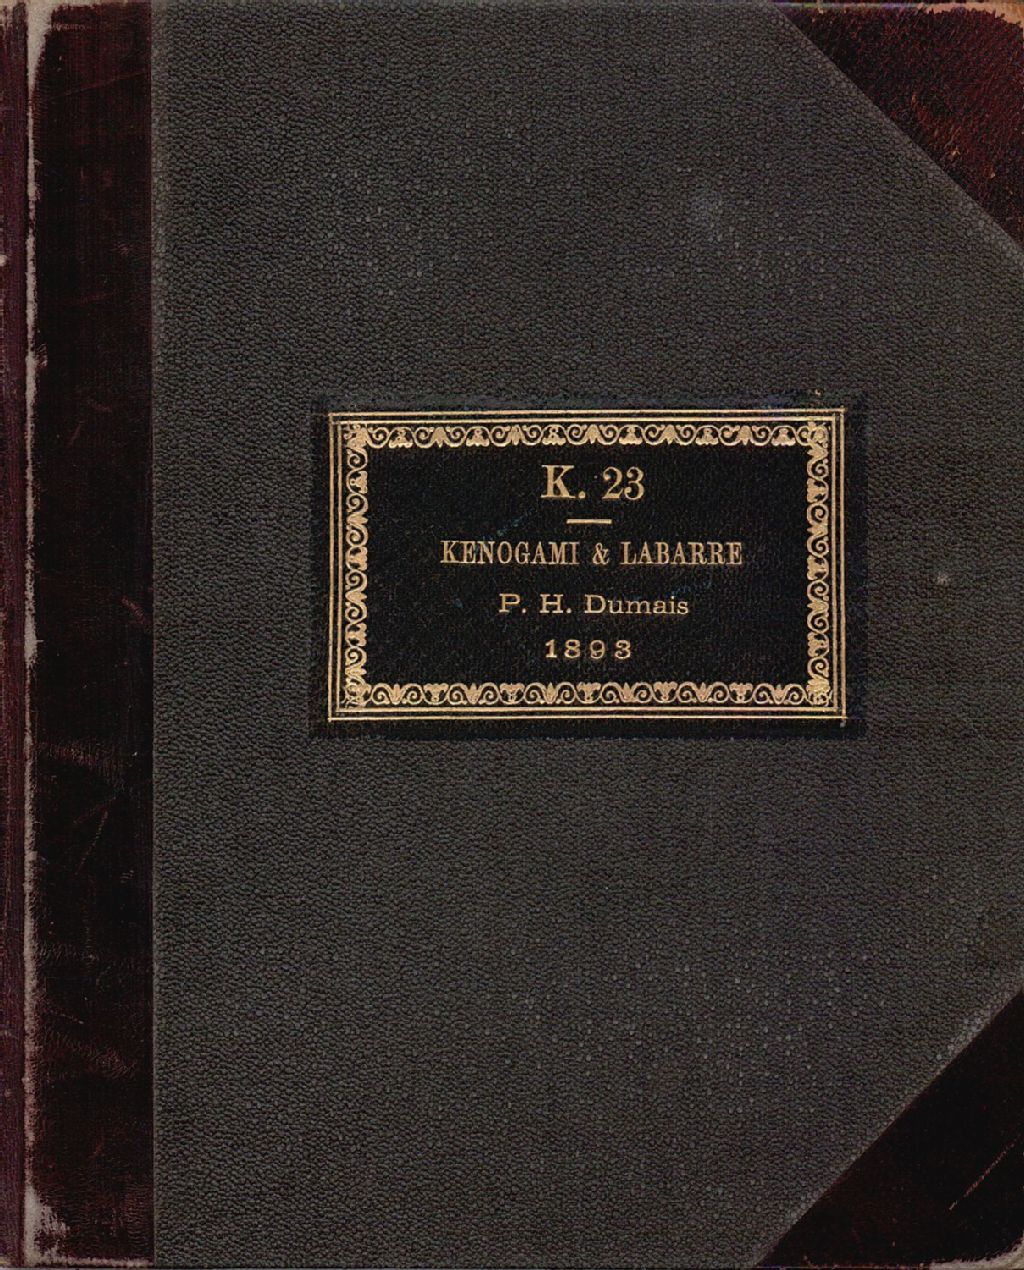 K. 23
KENOGAMI & LABARRE
P. H. Dumais
1893